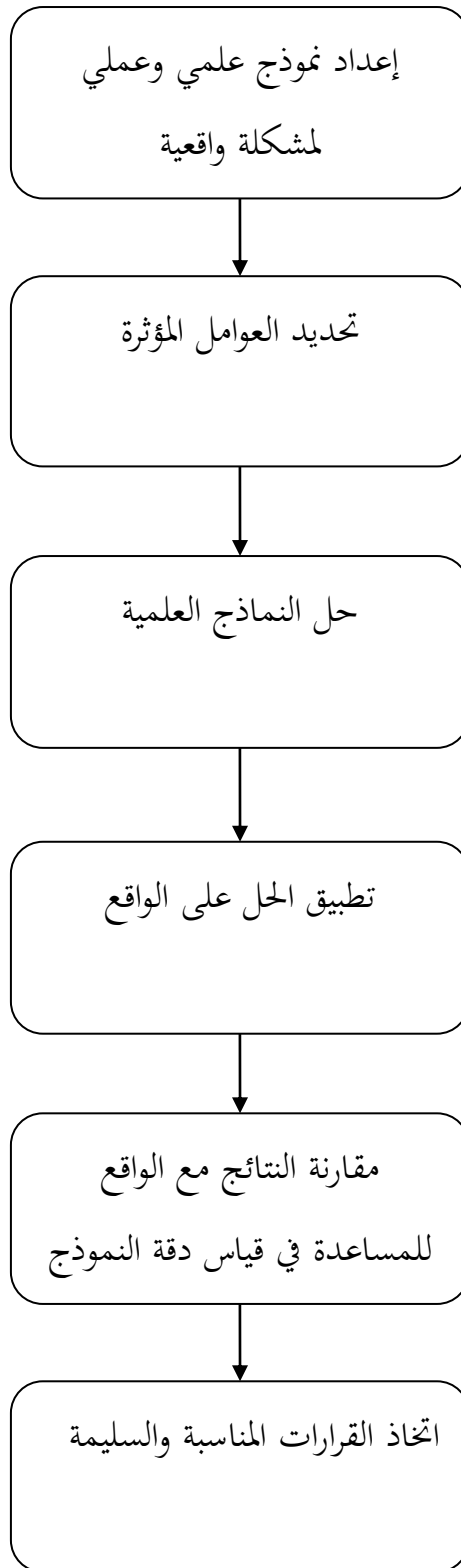 إعداد نموذج علمي وعملي
لمشكلة واقعية
تحديد العوامل المؤثرة
حل النماذج العلمية
تطبيق الحل على الواقع
مقارنة النتائج مع الواقع
للمساعدة في قياس دقة النموذج
اتخاذ القرارات المناسبة والسليمة